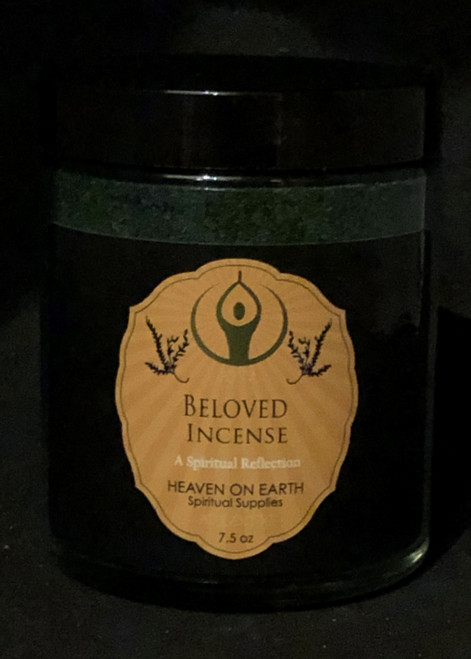 BELOVED
INCENSE
A Spiritual Reflection
HEAVEN ON EARTH
Spiritual Supplies
7.5 oz